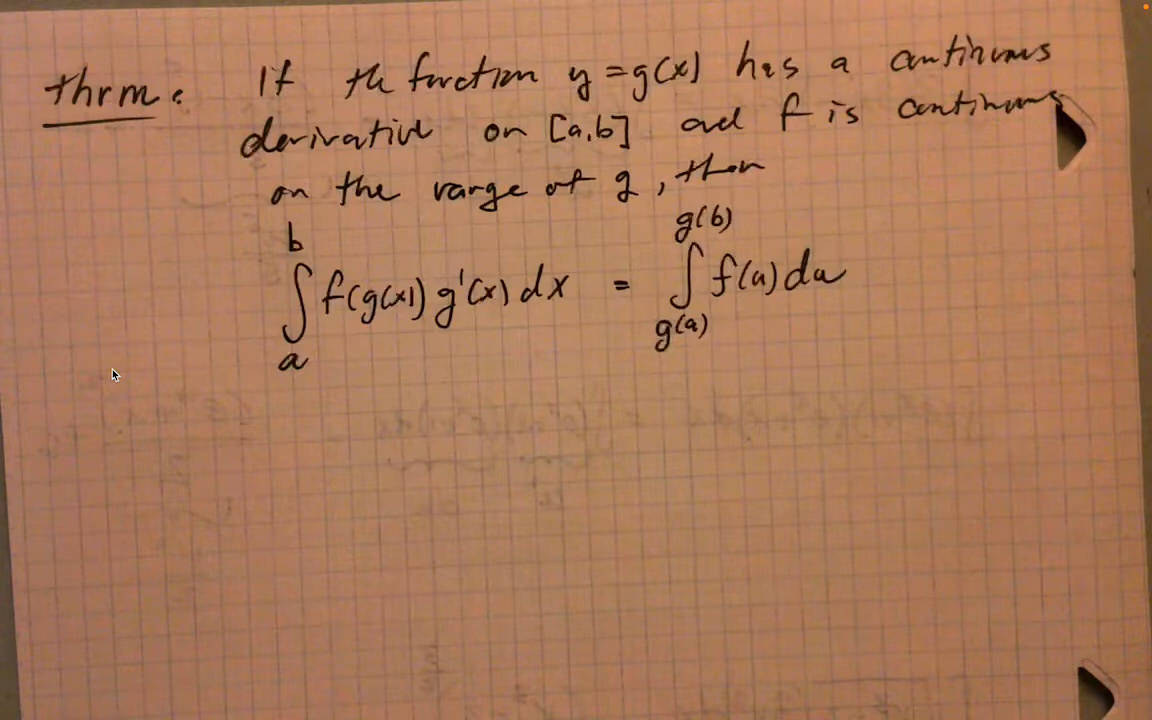 thrm: If the function y = g(x) has a continuous
derivative on [a,b] and f is continuous
on the range of g, then
b g(b)
∫ f(g(x)) g'(x) dx = ∫ f(u) du
a g(a)